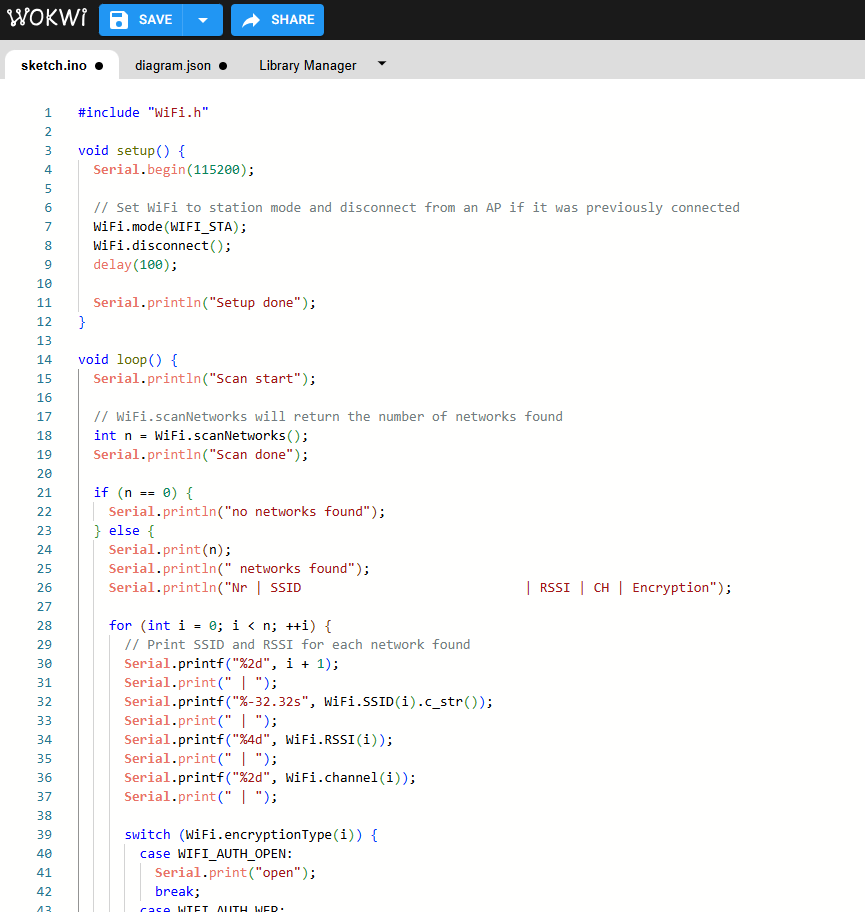 WOKWI SAVE SHARE
sketch.ino ● diagram.json ● Library Manager
1 #include "WiFi.h"
2
3 void setup() {
4   Serial.begin(115200);
5
6   // Set WiFi to station mode and disconnect from an AP if it was previously connected
7   WiFi.mode(WIFI_STA);
8   WiFi.disconnect();
9   delay(100);
10
11   Serial.println("Setup done");
12 }
13
14 void loop() {
15   Serial.println("Scan start");
16
17   // WiFi.scanNetworks will return the number of networks found
18   int n = WiFi.scanNetworks();
19   Serial.println("Scan done");
20
21   if (n == 0) {
22     Serial.println("no networks found");
23   } else {
24     Serial.print(n);
25     Serial.println(" networks found");
26     Serial.println("Nr | SSID                             | RSSI | CH | Encryption");
27
28     for (int i = 0; i < n; ++i) {
29       // Print SSID and RSSI for each network found
30       Serial.printf("%2d", i + 1);
31       Serial.print(" | ");
32       Serial.printf("%-32.32s", WiFi.SSID(i).c_str());
33       Serial.print(" | ");
34       Serial.printf("%4d", WiFi.RSSI(i));
35       Serial.print(" | ");
36       Serial.printf("%2d", WiFi.channel(i));
37       Serial.print(" | ");
38
39       switch (WiFi.encryptionType(i)) {
40         case WIFI_AUTH_OPEN:
41           Serial.print("open");
42           break;
43         case WIFI_AUTH_WEP: